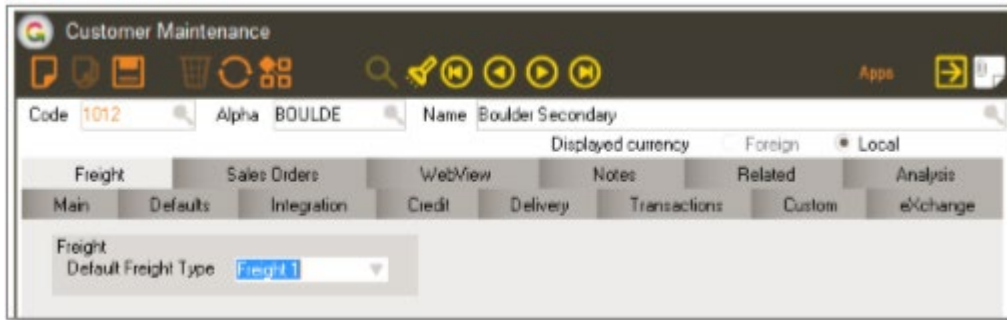 Customer Maintenance
Apps
Code 1012 Alpha BOULDE Name Boulder Secondary
Displayed currency Foreign Local
Freight Sales Orders WebView Notes Related Analysis
Main Defaults Integration Credit Delivery Transactions Custom eXchange
Freight
Default Freight Type Freight 1